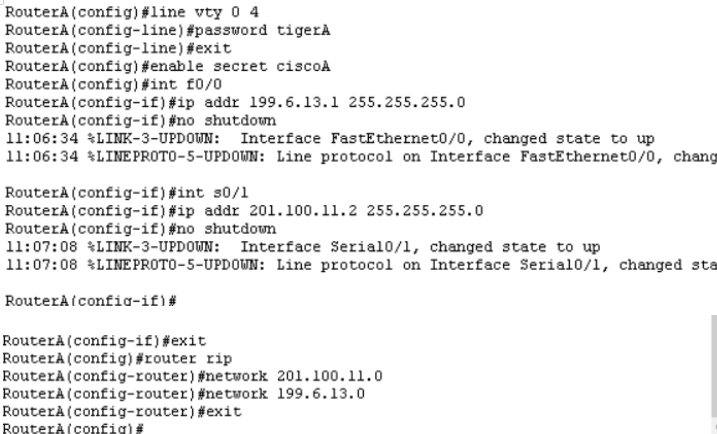 RouterA(config)#line vty 0 4
RouterA(config-line)#password tigerA
RouterA(config-line)#exit
RouterA(config)#enable secret ciscoA
RouterA(config)#int f0/0
RouterA(config-if)#ip addr 199.6.13.1 255.255.255.0
RouterA(config-if)#no shutdown
11:06:34 %LINK-3-UPDOWN:  Interface FastEthernet0/0, changed state to up
11:06:34 %LINEPROTO-5-UPDOWN: Line protocol on Interface FastEthernet0/0, chang
RouterA(config-if)#int s0/1
RouterA(config-if)#ip addr 201.100.11.2 255.255.255.0
RouterA(config-if)#no shutdown
11:07:08 %LINK-3-UPDOWN:  Interface Serial0/1, changed state to up
11:07:08 %LINEPROTO-5-UPDOWN: Line protocol on Interface Serial0/1, changed sta
RouterA(config-if)#
RouterA(config-if)#exit
RouterA(config)#router rip
RouterA(config-router)#network 201.100.11.0
RouterA(config-router)#network 199.6.13.0
RouterA(config-router)#exit
RouterA(config)#